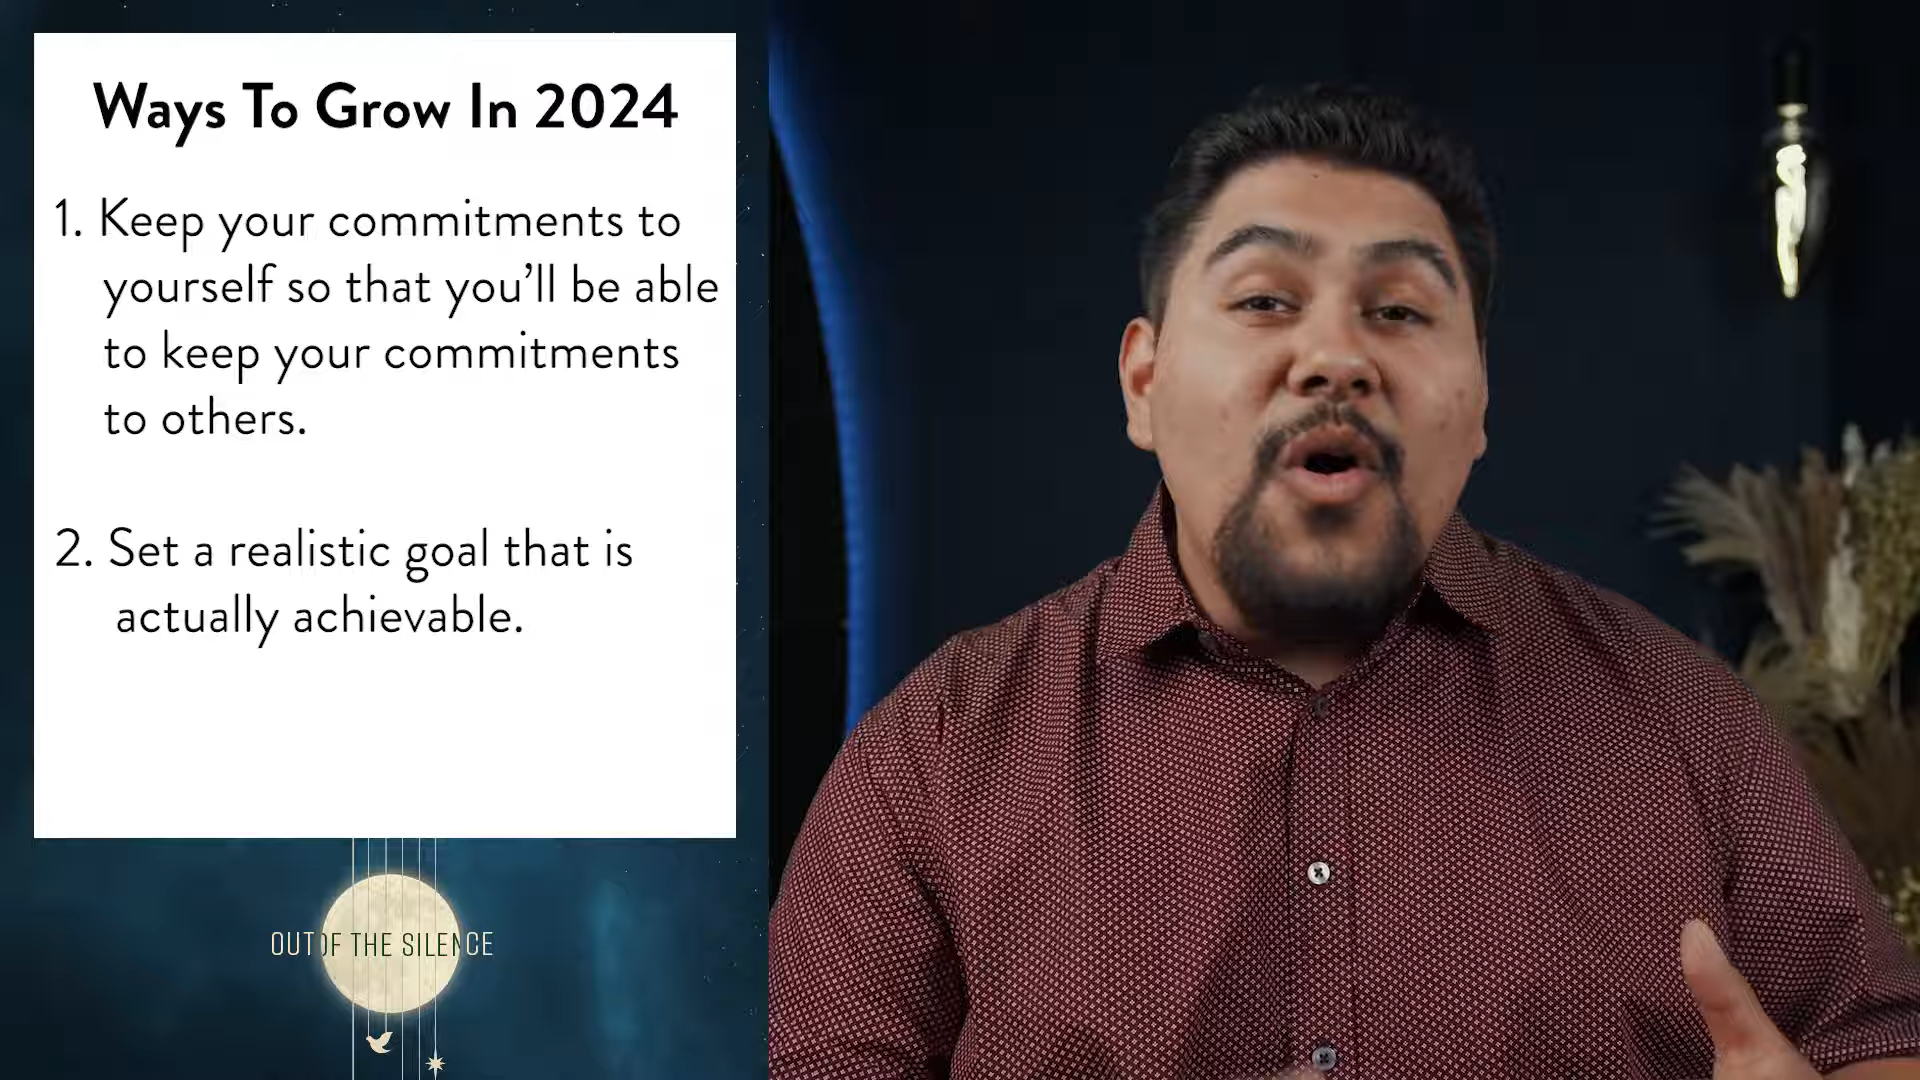 Ways To Grow In 2024
1. Keep your commitments to
yourself so that you’ll be able
to keep your commitments
to others.
2. Set a realistic goal that is
actually achievable.
OUT OF THE SILENCE